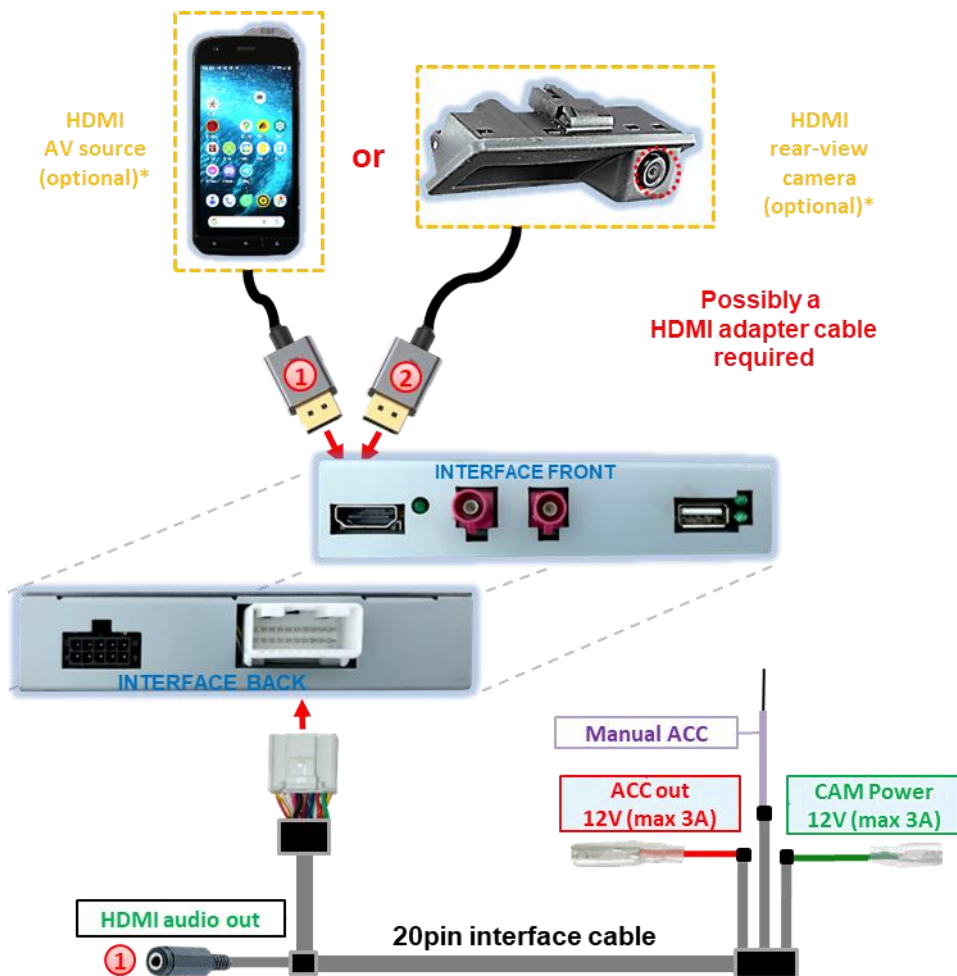 HDMI
AV source
(optional)*
or
HDMI
rear-view
camera
(optional)*
Possibly a
HDMI adapter cable
required
1
2
INTERFACE FRONT
INTERFACE BACK
Manual ACC
ACC out
12V (max 3A)
CAM Power
12V (max 3A)
HDMI audio out
1
20pin interface cable